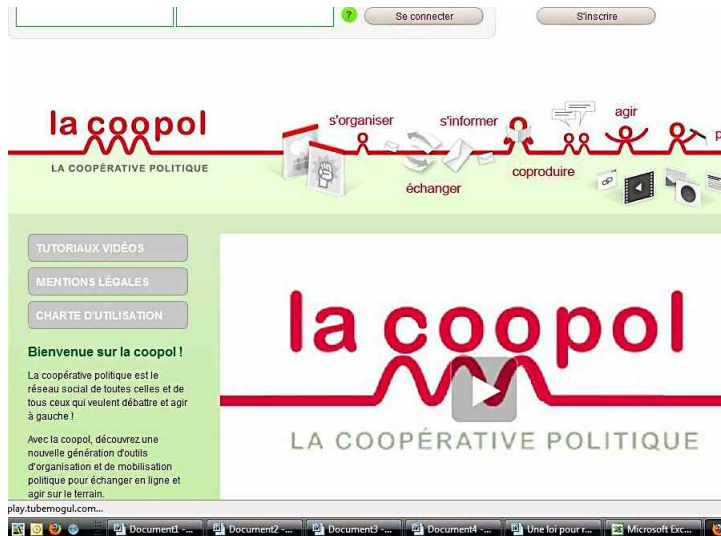 ?
Se connecter
S'inscrire
la coopol
LA COOPÉRATIVE POLITIQUE
s'organiser
échanger
s'informer
coproduire
agir
p
TUTORIAUX VIDÉOS
MENTIONS LÉGALES
CHARTE D'UTILISATION
Bienvenue sur la coopol !
La coopérative politique est le
réseau social de toutes celles et de
tous ceux qui veulent débattre et agir
à gauche !
Avec la coopol, découvrez une
nouvelle génération d'outils
d'organisation et de mobilisation
politique pour échanger en ligne et
agir sur le terrain.
la coopol
LA COOPÉRATIVE POLITIQUE
play.tubemogul.com...
Document1 -...
Document2 -...
Document3 -...
Document4 -...
Une loi pour r...
Microsoft Exc...